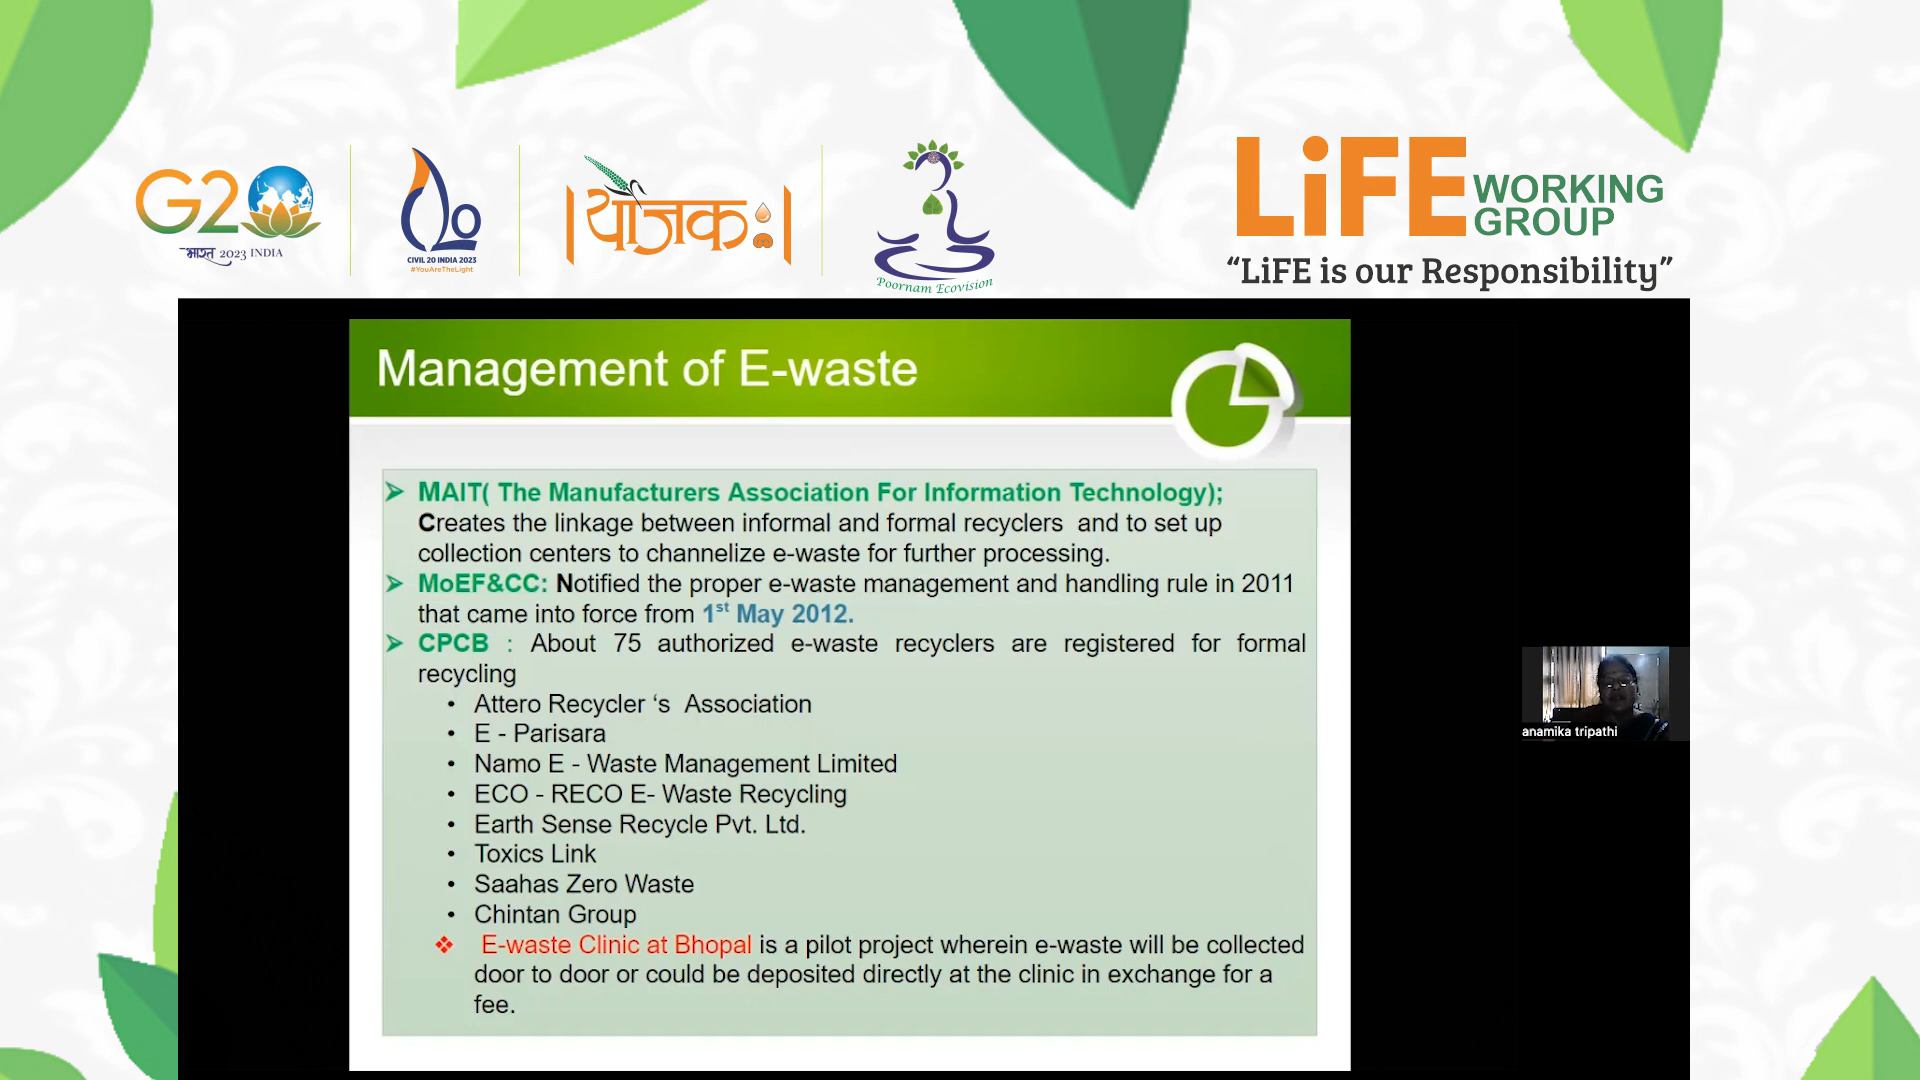 G20
भारत 2023 INDIA
C20
CIVIL 20 INDIA 2023
#YouAreTheLight
|योजकः|
Poornam Ecovision
LiFE WORKING GROUP
“LiFE is our Responsibility”
Management of E-waste
➢ MAIT( The Manufacturers Association For Information Technology);
Creates the linkage between informal and formal recyclers and to set up
collection centers to channelize e-waste for further processing.
➢ MoEF&CC: Notified the proper e-waste management and handling rule in 2011
that came into force from 1st May 2012.
➢ CPCB : About 75 authorized e-waste recyclers are registered for formal
recycling
• Attero Recycler ‘s Association
• E - Parisara
• Namo E - Waste Management Limited
• ECO - RECO E- Waste Recycling
• Earth Sense Recycle Pvt. Ltd.
• Toxics Link
• Saahas Zero Waste
• Chintan Group
❖ E-waste Clinic at Bhopal is a pilot project wherein e-waste will be collected
door to door or could be deposited directly at the clinic in exchange for a
fee.
anamika tripathi